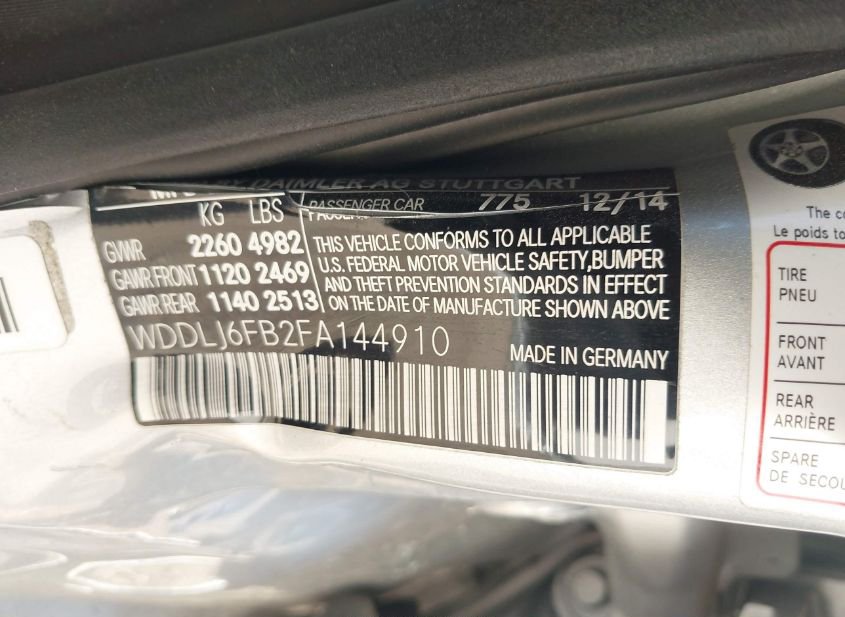 BY DAIMLER AG STUTTGART
PASSENGER CAR 775 12/14
KG LBS
GVWR 2260 4982
GAWR FRONT 1120 2469
GAWR REAR 1140 2513
THIS VEHICLE CONFORMS TO ALL APPLICABLE
U.S. FEDERAL MOTOR VEHICLE SAFETY, BUMPER
AND THEFT PREVENTION STANDARDS IN EFFECT
ON THE DATE OF MANUFACTURE SHOWN ABOVE
WDDLJ6FB2FA144910
MADE IN GERMANY
The
Le poids
TIRE
PNEU
FRONT
AVANT
REAR
ARRIÈRE
SPARE
DE